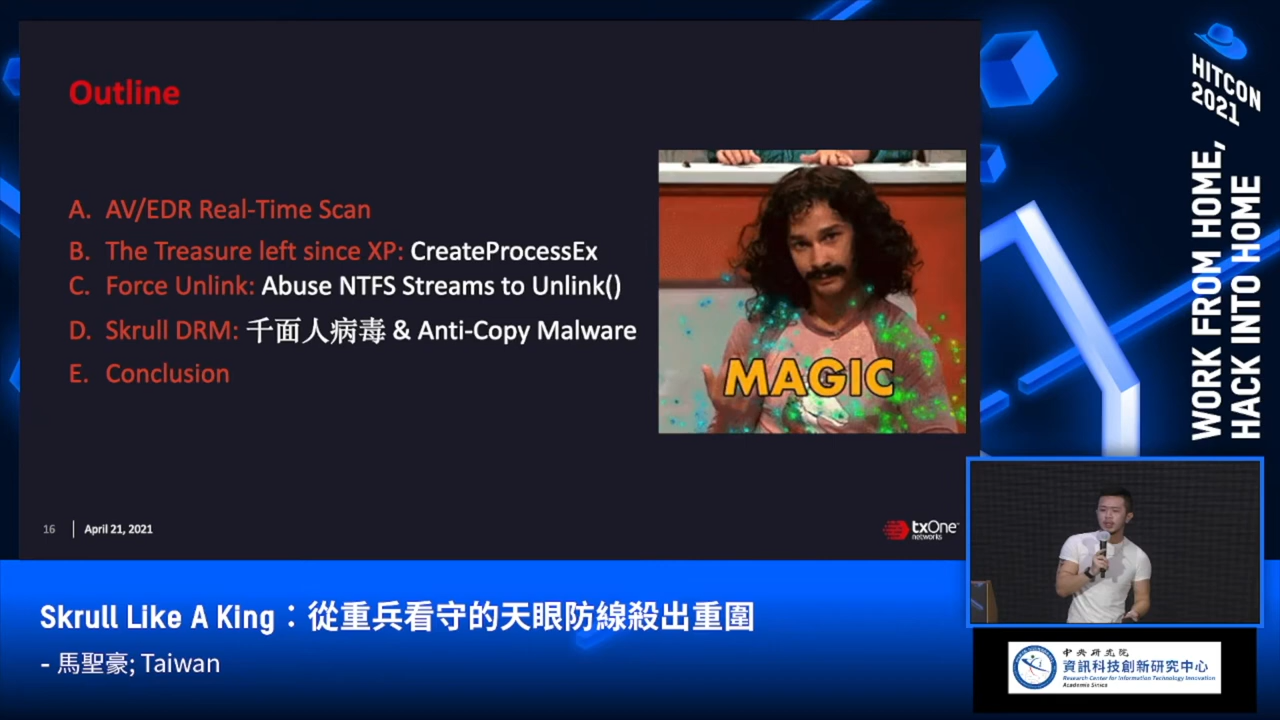 Outline
A. AV/EDR Real-Time Scan
B. The Treasure left since XP: CreateProcessEx
C. Force Unlink: Abuse NTFS Streams to Unlink()
D. Skrull DRM: 千面人病毒 & Anti-Copy Malware
E. Conclusion
MAGIC
16 | April 21, 2021
txOne
networks
HITCON
2021
WORK FROM HOME,
HACK INTO HOME
Skrull Like A King：從重兵看守的天眼防線殺出重圍
- 馬聖豪; Taiwan
中央研究院
資訊科技創新研究中心
Research Center for Information Technology Innovation
Academia Sinica